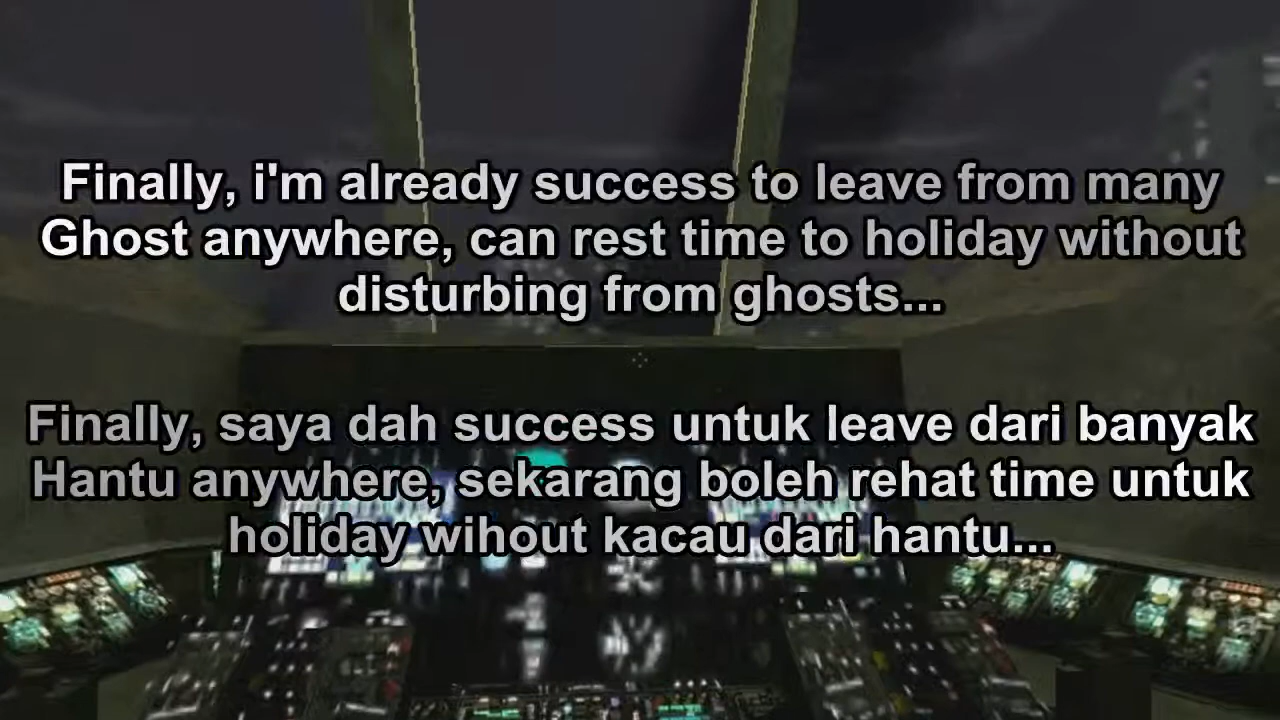 Finally, i'm already success to leave from many
Ghost anywhere, can rest time to holiday without
disturbing from ghosts...
Finally, saya dah success untuk leave dari banyak
Hantu anywhere, sekarang boleh rehat time untuk
holiday wihout kacau dari hantu...